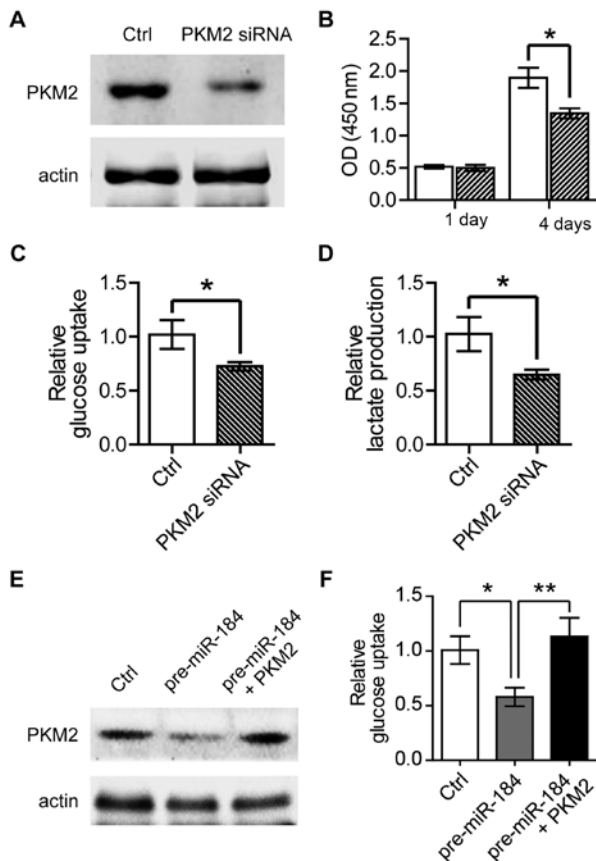 A
Ctrl PKM2 siRNA
PKM2
actin
B
OD (450 nm)
2.5
2.0
1.5
1.0
0.5
0.0
*
1 day 4 days
C
Relative
glucose uptake
1.5
1.0
0.5
0.0
*
Ctrl
PKM2 siRNA
D
Relative
lactate production
1.5
1.0
0.5
0.0
*
Ctrl
PKM2 siRNA
E
Ctrl
pre-miR-184
pre-miR-184
+ PKM2
PKM2
actin
F
Relative
glucose uptake
1.5
1.0
0.5
0.0
* **
Ctrl
pre-miR-184
pre-miR-184
+ PKM2